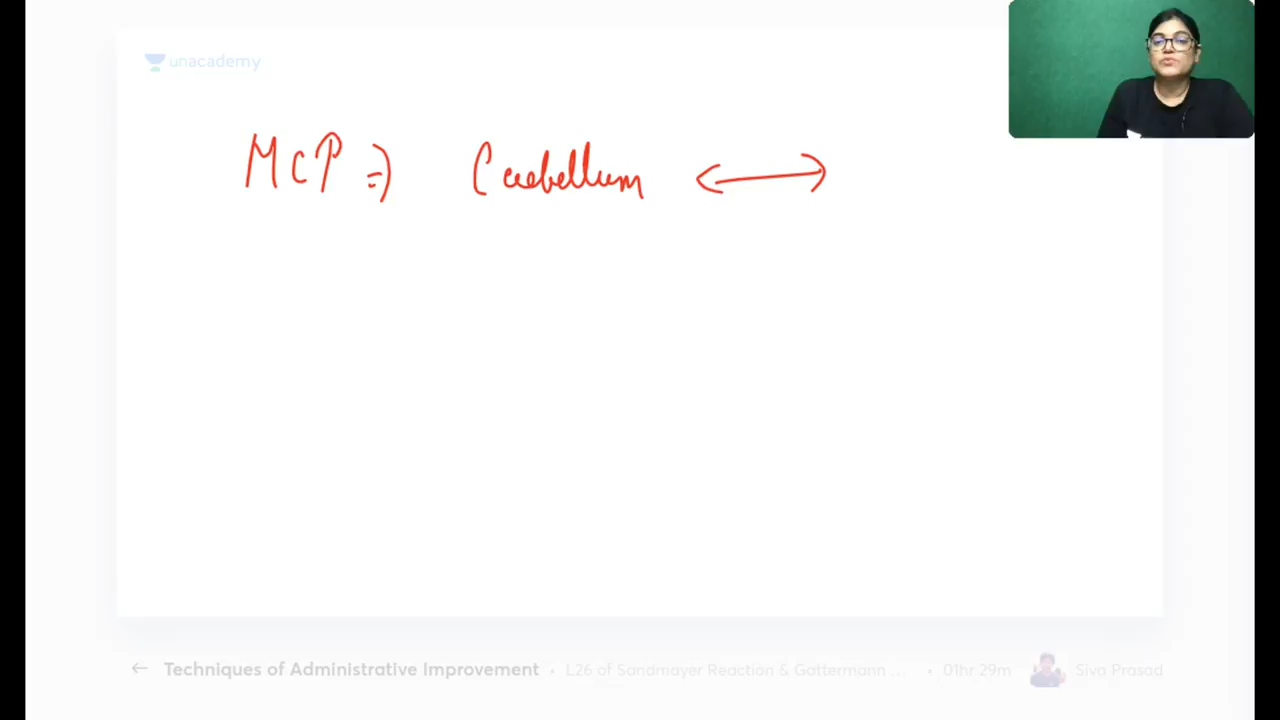 unacademy
MCP => Cerebellum <->
Techniques of Administrative Improvement • L26 of Sandmayer Reaction & Gattermann ... • 01hr 29m Siva Prasad